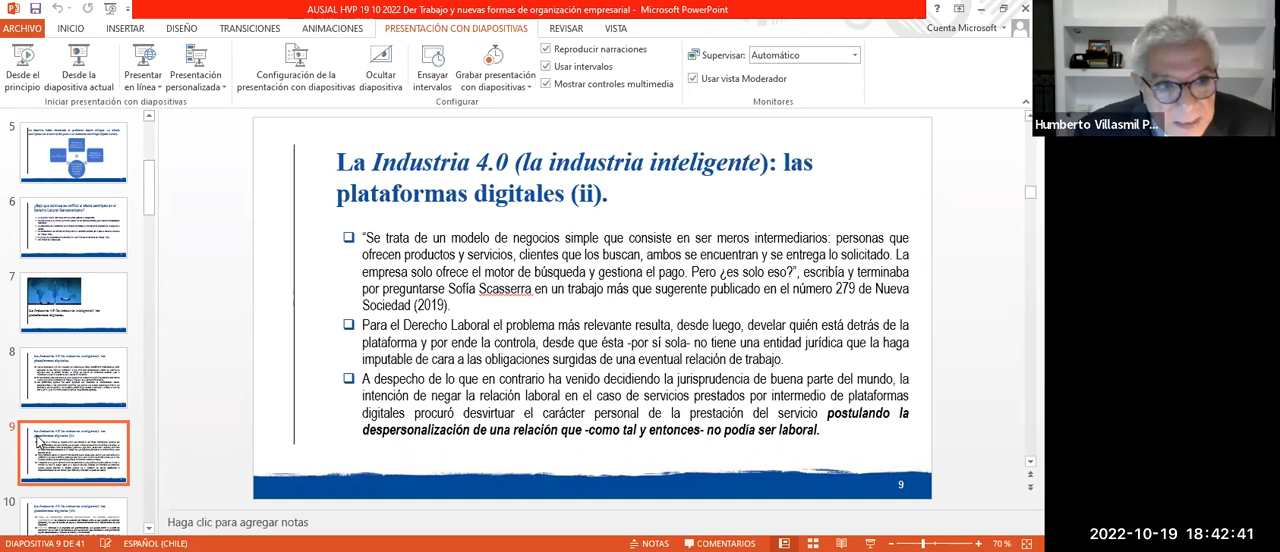 AUSJAL HVP 19 10 2022 Der Trabajo y nuevas formas de organización empresarial - Microsoft PowerPoint
ARCHIVO INICIO INSERTAR DISEÑO TRANSICIONES ANIMACIONES PRESENTACIÓN CON DIAPOSITIVAS REVISAR VISTA Cuenta Microsoft
Desde el principio
Desde la diapositiva actual
Presentar en línea
Presentación personalizada
Iniciar presentación con diapositivas
Configuración de la presentación con diapositivas
Ocultar diapositiva
Ensayar intervalos
Grabar presentación con diapositivas
Reproducir narraciones
Usar intervalos
Mostrar controles multimedia
Configurar
Supervisar: Automático
Usar vista Moderador
Monitores
Humberto Villasmil P...
5
6
7
8
9
10
La Industria 4.0 (la industria inteligente): las
plataformas digitales (ii).
"Se trata de un modelo de negocios simple que consiste en ser meros intermediarios: personas que
ofrecen productos y servicios, clientes que los buscan, ambos se encuentran y se entrega lo solicitado. La
empresa solo ofrece el motor de búsqueda y gestiona el pago. Pero ¿es solo eso?", escribía y terminaba
por preguntarse Sofía Scasserra en un trabajo más que sugerente publicado en el número 279 de Nueva
Sociedad (2019).
Para el Derecho Laboral el problema más relevante resulta, desde luego, develar quién está detrás de la
plataforma y por ende la controla, desde que ésta -por sí sola- no tiene una entidad jurídica que la haga
imputable de cara a las obligaciones surgidas de una eventual relación de trabajo.
A despecho de lo que en contrario ha venido decidiendo la jurisprudencia de buena parte del mundo, la
intención de negar la relación laboral en el caso de servicios prestados por intermedio de plataformas
digitales procuró desvirtuar el carácter personal de la prestación del servicio postulando la
despersonalización de una relación que -como tal y entonces- no podía ser laboral.
9
Haga clic para agregar notas
DIAPOSITIVA 9 DE 41 ESPAÑOL (CHILE) NOTAS COMENTARIOS 70 %
2022-10-19 18:42:41